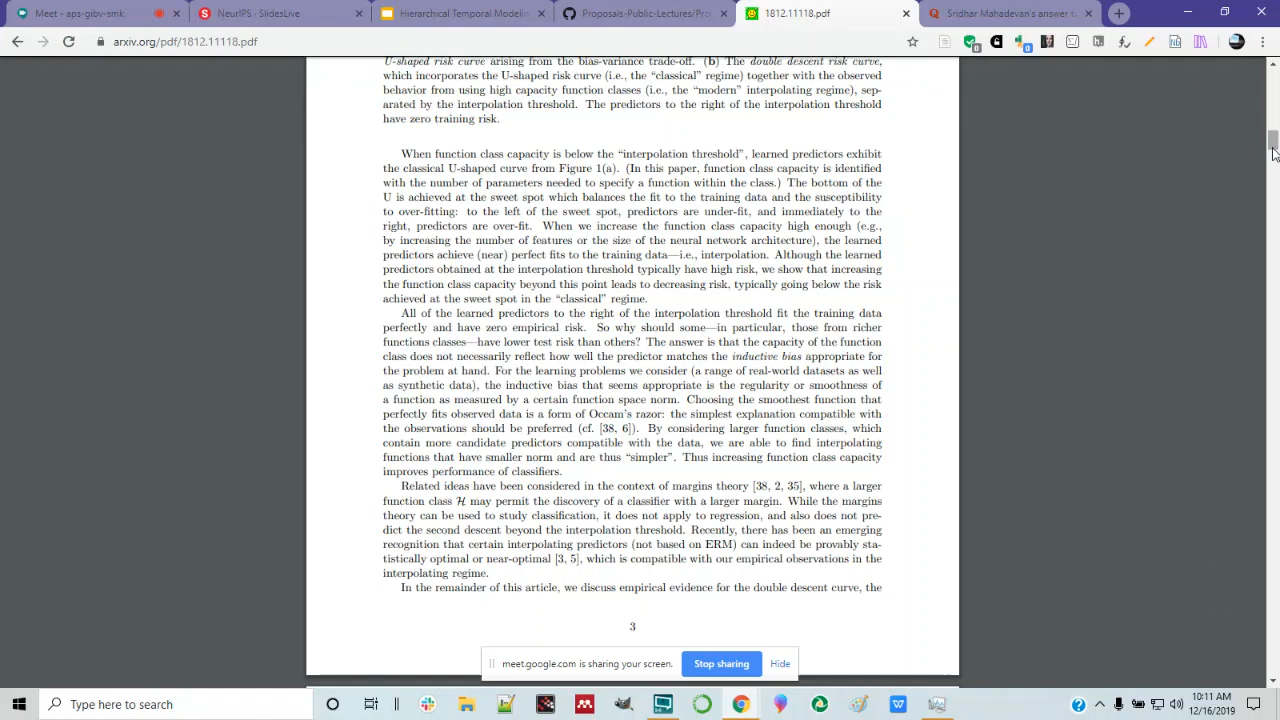 Meet - aps-gibv-smk
NeurIPS - SlidesLive
Hierarchical Temporal Modelin
Proposals-Public-Lectures/Pro
1812.11118.pdf
Sridhar Mahadevan's answer t
arxiv.org/pdf/1812.11118.pdf
U-shaped risk curve arising from the bias-variance trade-off. (b) The double descent risk curve,
which incorporates the U-shaped risk curve (i.e., the “classical” regime) together with the observed
behavior from using high capacity function classes (i.e., the “modern” interpolating regime), sep-
arated by the interpolation threshold. The predictors to the right of the interpolation threshold
have zero training risk.
When function class capacity is below the “interpolation threshold”, learned predictors exhibit
the classical U-shaped curve from Figure 1(a). (In this paper, function class capacity is identified
with the number of parameters needed to specify a function within the class.) The bottom of the
U is achieved at the sweet spot which balances the fit to the training data and the susceptibility
to over-fitting: to the left of the sweet spot, predictors are under-fit, and immediately to the
right, predictors are over-fit. When we increase the function class capacity high enough (e.g.,
by increasing the number of features or the size of the neural network architecture), the learned
predictors achieve (near) perfect fits to the training data—i.e., interpolation. Although the learned
predictors obtained at the interpolation threshold typically have high risk, we show that increasing
the function class capacity beyond this point leads to decreasing risk, typically going below the risk
achieved at the sweet spot in the “classical” regime.
All of the learned predictors to the right of the interpolation threshold fit the training data
perfectly and have zero empirical risk. So why should some—in particular, those from richer
functions classes—have lower test risk than others? The answer is that the capacity of the function
class does not necessarily reflect how well the predictor matches the inductive bias appropriate for
the problem at hand. For the learning problems we consider (a range of real-world datasets as well
as synthetic data), the inductive bias that seems appropriate is the regularity or smoothness of
a function as measured by a certain function space norm. Choosing the smoothest function that
perfectly fits observed data is a form of Occam's razor: the simplest explanation compatible with
the observations should be preferred (cf. [38, 6]). By considering larger function classes, which
contain more candidate predictors compatible with the data, we are able to find interpolating
functions that have smaller norm and are thus “simpler”. Thus increasing function class capacity
improves performance of classifiers.
Related ideas have been considered in the context of margins theory [38, 2, 35], where a larger
function class H may permit the discovery of a classifier with a larger margin. While the margins
theory can be used to study classification, it does not apply to regression, and also does not pre-
dict the second descent beyond the interpolation threshold. Recently, there has been an emerging
recognition that certain interpolating predictors (not based on ERM) can indeed be provably sta-
tistically optimal or near-optimal [3, 5], which is compatible with our empirical observations in the
interpolating regime.
In the remainder of this article, we discuss empirical evidence for the double descent curve, the
3
meet.google.com is sharing your screen.
Stop sharing
Hide
Type here to search
10:11 AM
12/16/2019